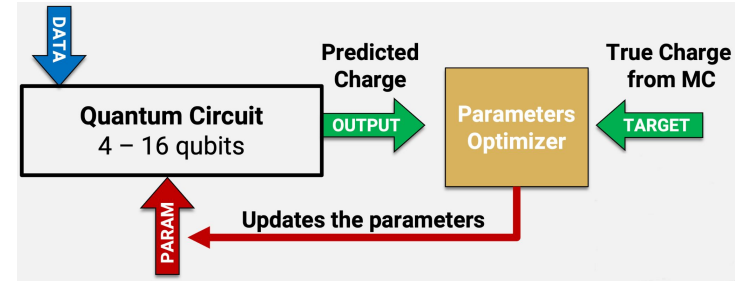 DATA
Quantum Circuit
4 – 16 qubits
Predicted
Charge
OUTPUT
Parameters
Optimizer
True Charge
from MC
TARGET
Updates the parameters
PARAM